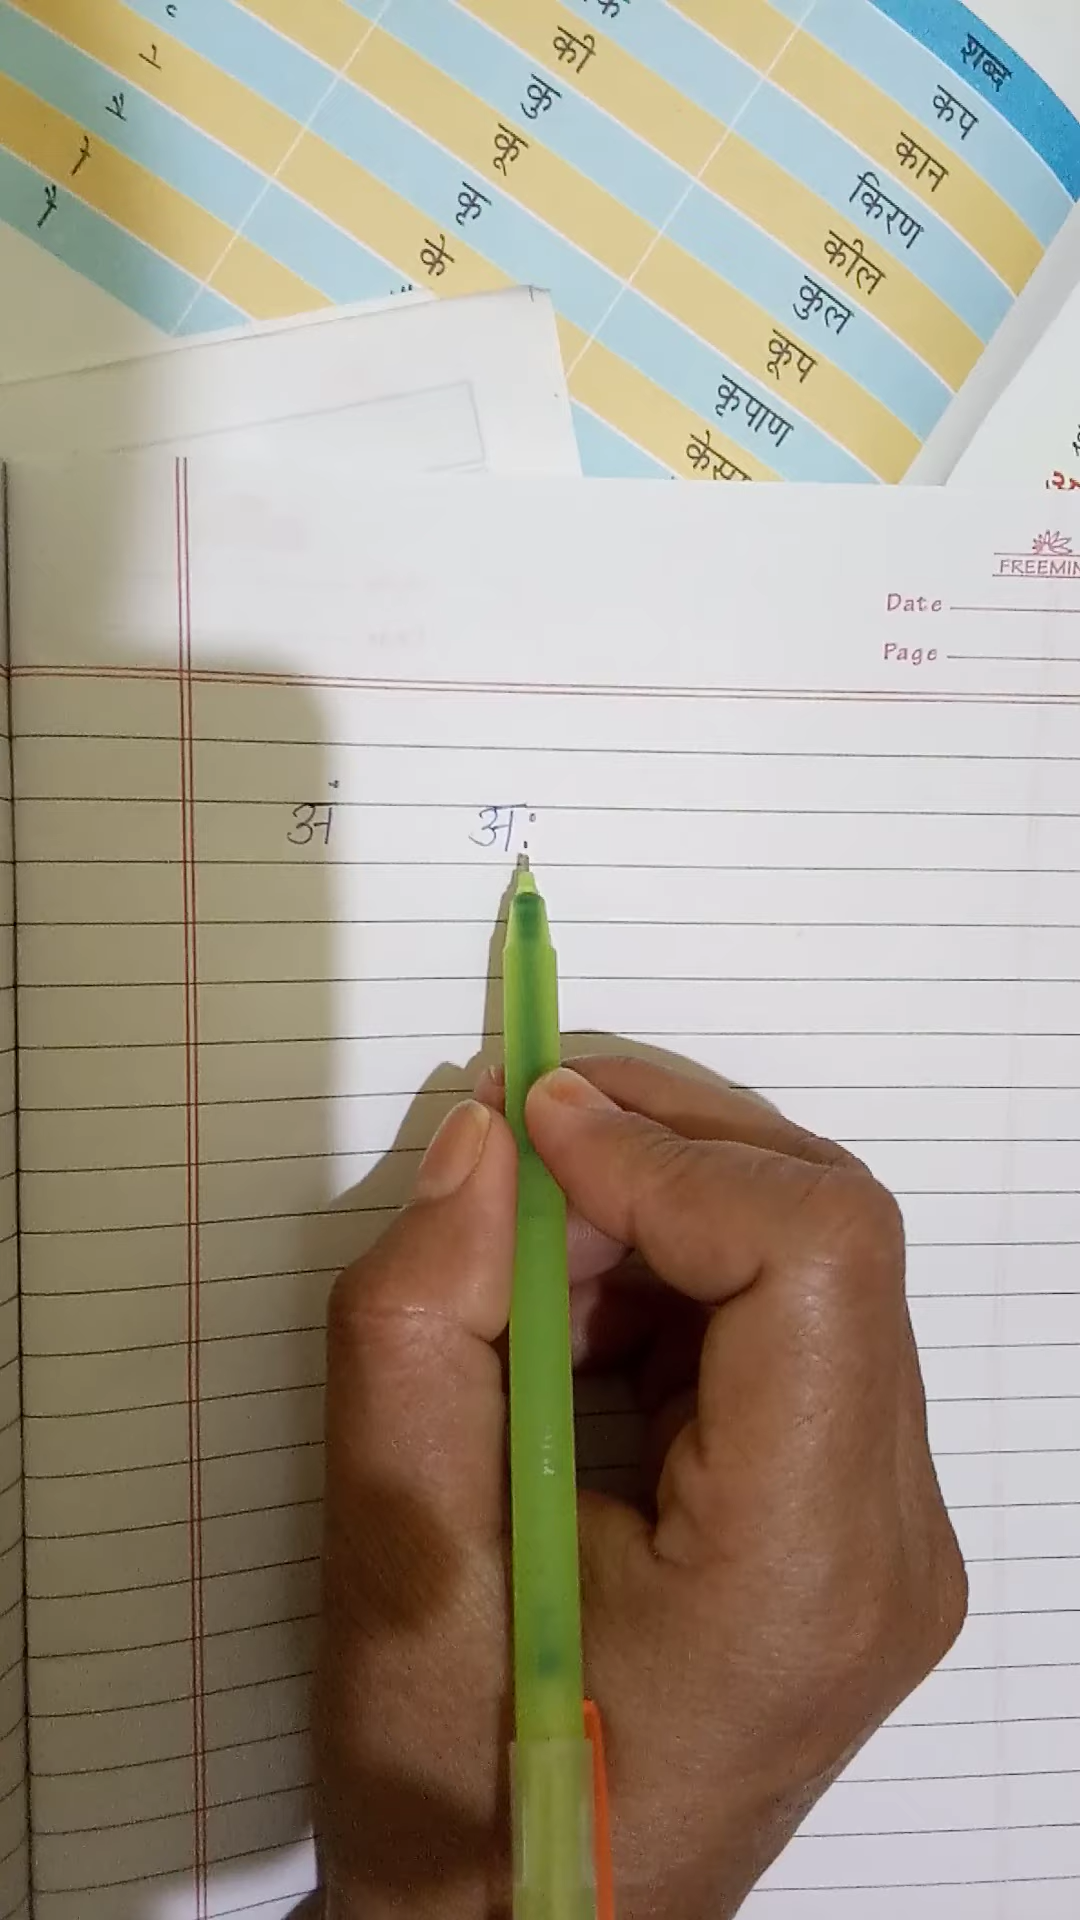 शब्द
कप
की
कान
कु
किरण
कू
कील
कृ
कुल
के
कूप
कृपाण
FREEMIN
Date
Page
अं अः